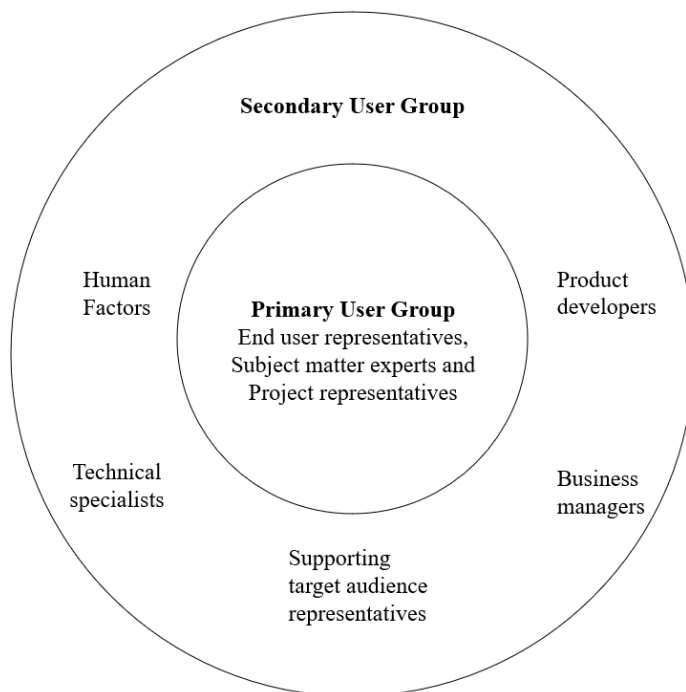 Secondary User Group
Human
Factors
Product
developers
Primary User Group
End user representatives,
Subject matter experts and
Project representatives
Technical
specialists
Business
managers
Supporting
target audience
representatives